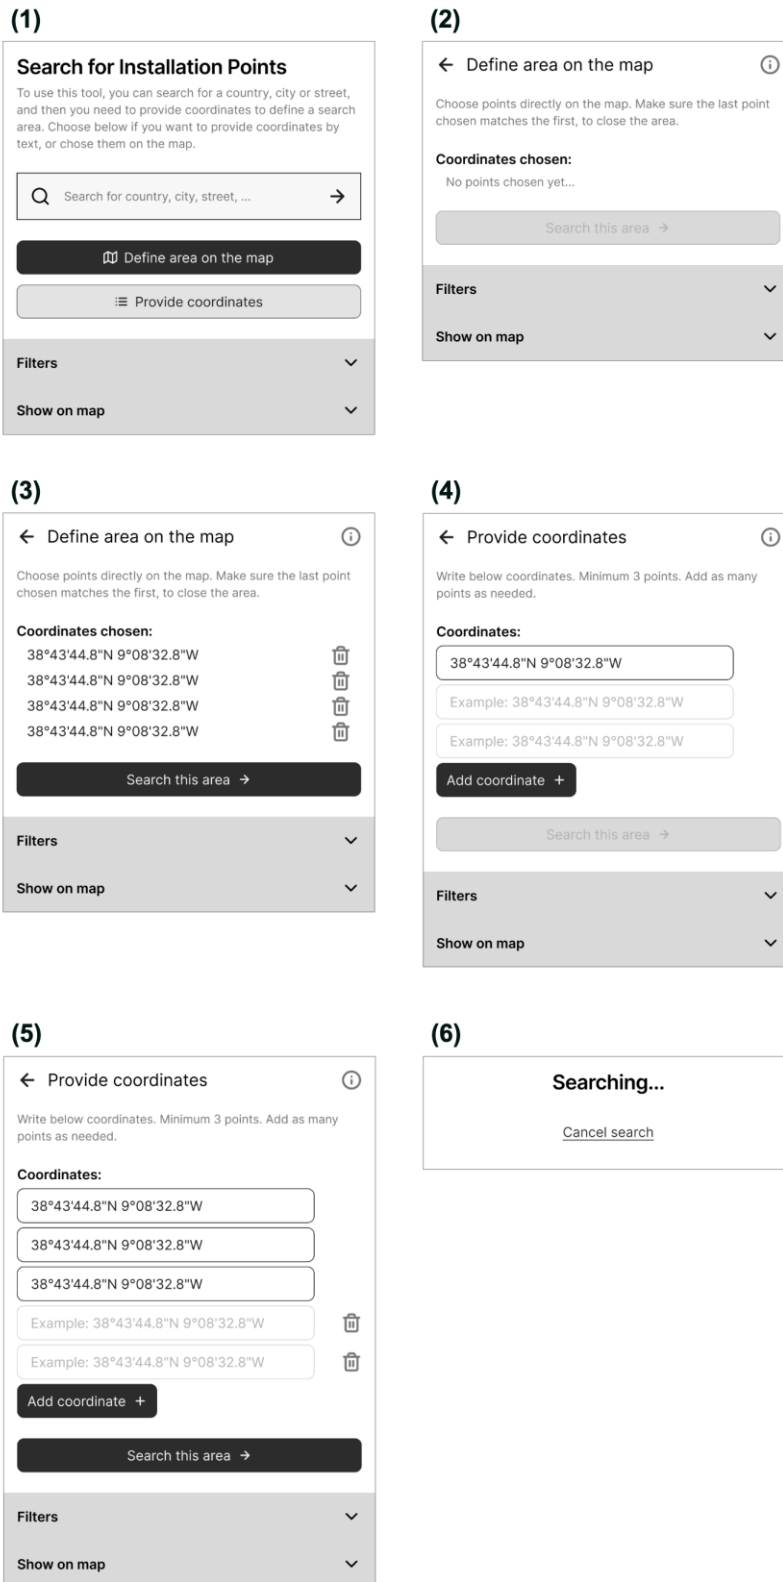 (1)
Search for Installation Points
To use this tool, you can search for a country, city or street,
and then you need to provide coordinates to define a search
area. Choose below if you want to provide coordinates by
text, or chose them on the map.
Search for country, city, street, ...
Define area on the map
Provide coordinates
Filters
Show on map
(2)
Define area on the map
Choose points directly on the map. Make sure the last point
chosen matches the first, to close the area.
Coordinates chosen:
No points chosen yet...
Search this area
Filters
Show on map
(3)
Define area on the map
Choose points directly on the map. Make sure the last point
chosen matches the first, to close the area.
Coordinates chosen:
38°43'44.8"N 9°08'32.8"W
38°43'44.8"N 9°08'32.8"W
38°43'44.8"N 9°08'32.8"W
38°43'44.8"N 9°08'32.8"W
Search this area
Filters
Show on map
(4)
Provide coordinates
Write below coordinates. Minimum 3 points. Add as many
points as needed.
Coordinates:
38°43'44.8"N 9°08'32.8"W
Example: 38°43'44.8"N 9°08'32.8"W
Example: 38°43'44.8"N 9°08'32.8"W
Add coordinate +
Search this area
Filters
Show on map
(5)
Provide coordinates
Write below coordinates. Minimum 3 points. Add as many
points as needed.
Coordinates:
38°43'44.8"N 9°08'32.8"W
38°43'44.8"N 9°08'32.8"W
38°43'44.8"N 9°08'32.8"W
Example: 38°43'44.8"N 9°08'32.8"W
Example: 38°43'44.8"N 9°08'32.8"W
Add coordinate +
Search this area
Filters
Show on map
(6)
Searching...
Cancel search